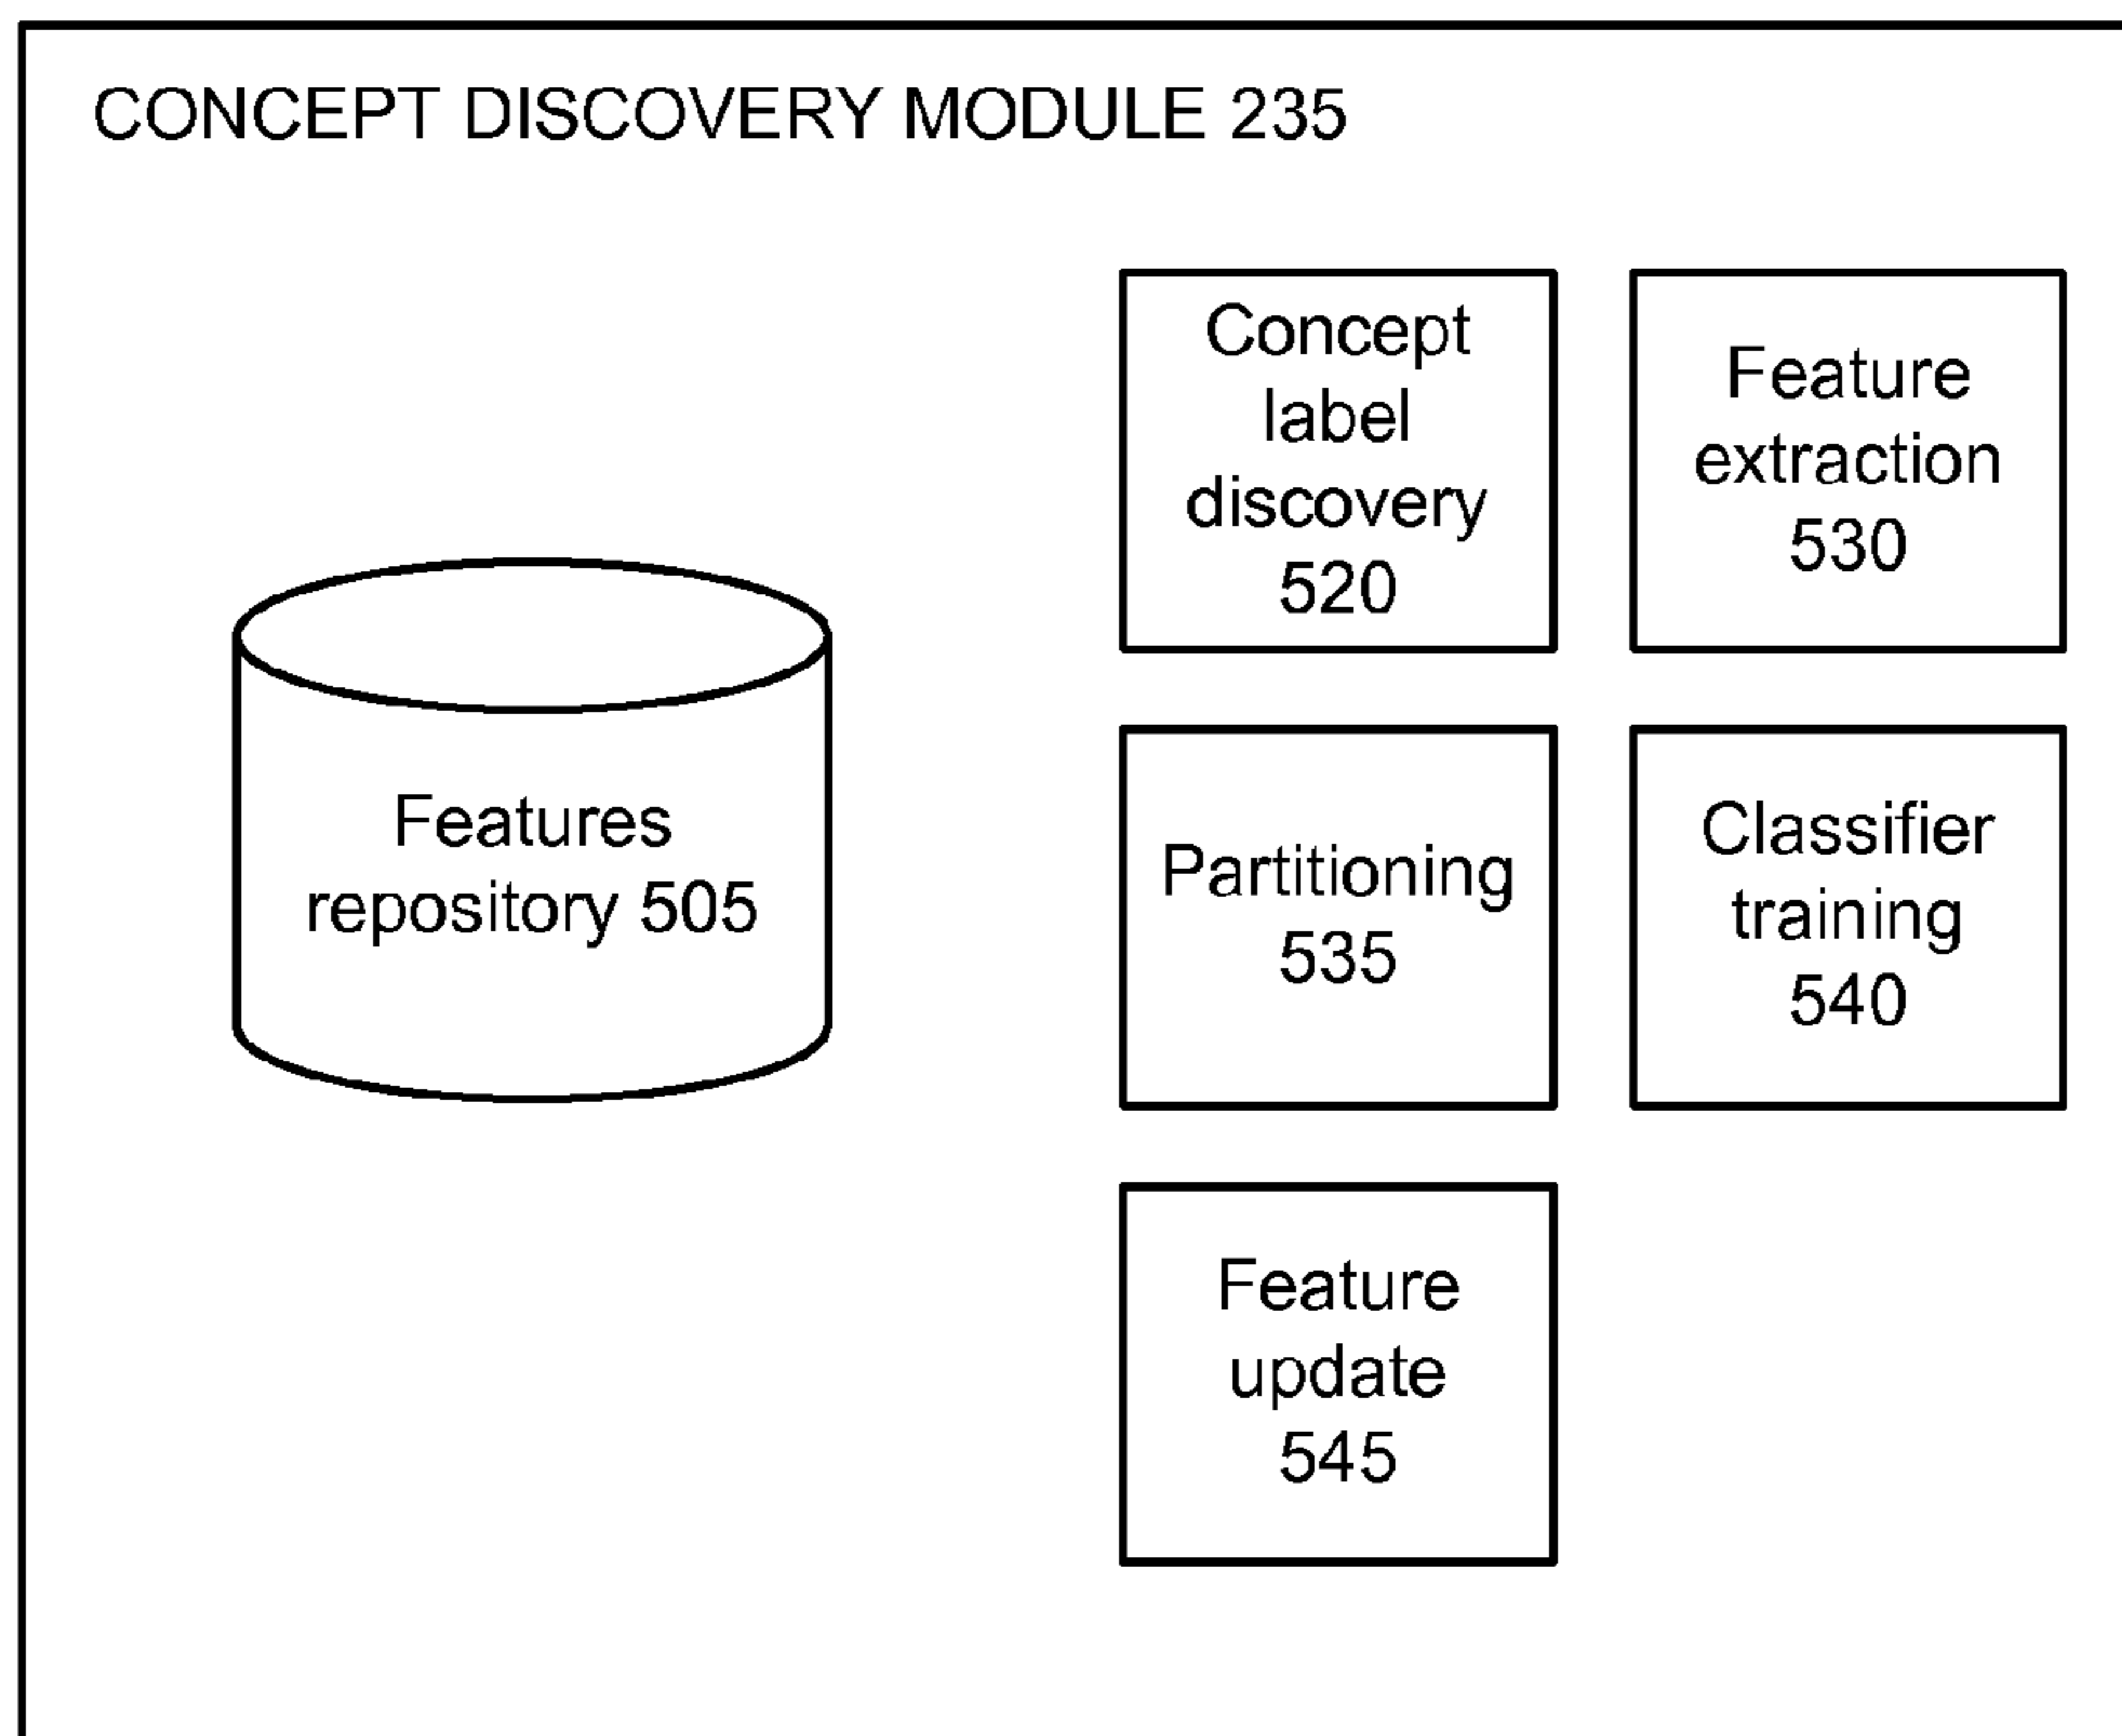 CONCEPT DISCOVERY MODULE 235
Concept
label
discovery
520
Feature
extraction
530
Features
repository 505
Partitioning
535
Classifier
training
540
Feature
update
545